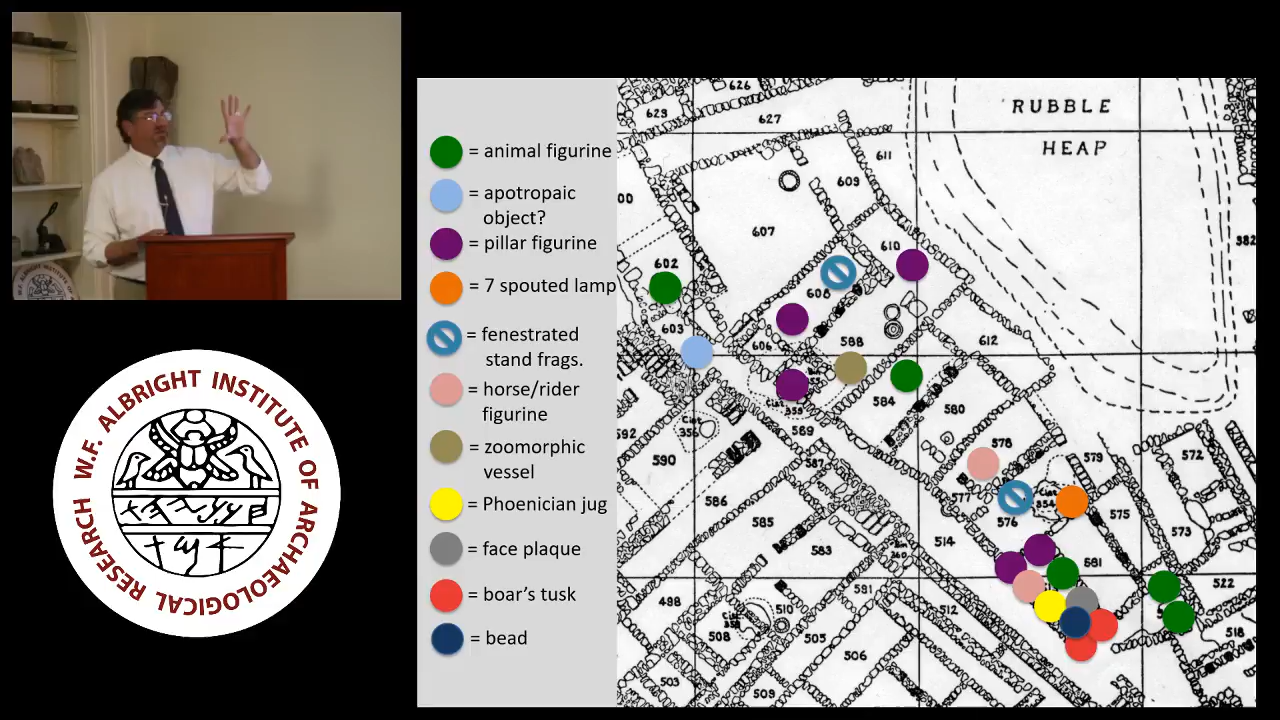 = animal figurine
= apotropaic
object?
= pillar figurine
= 7 spouted lamp
= fenestrated
stand frags.
= horse/rider
figurine
= zoomorphic
vessel
= Phoenician jug
= face plaque
= boar's tusk
= bead
RUBBLE
HEAP
626
623
627
611
609
607
610
602
608
603
606
588
612
584
580
589
590
587
578
579
572
577
586
576
575
585
514
573
583
581
591
522
498
510
512
508
505
518
506
503
509
W.F. ALBRIGHT INSTITUTE OF ARCHAEOLOGICAL RESEARCH